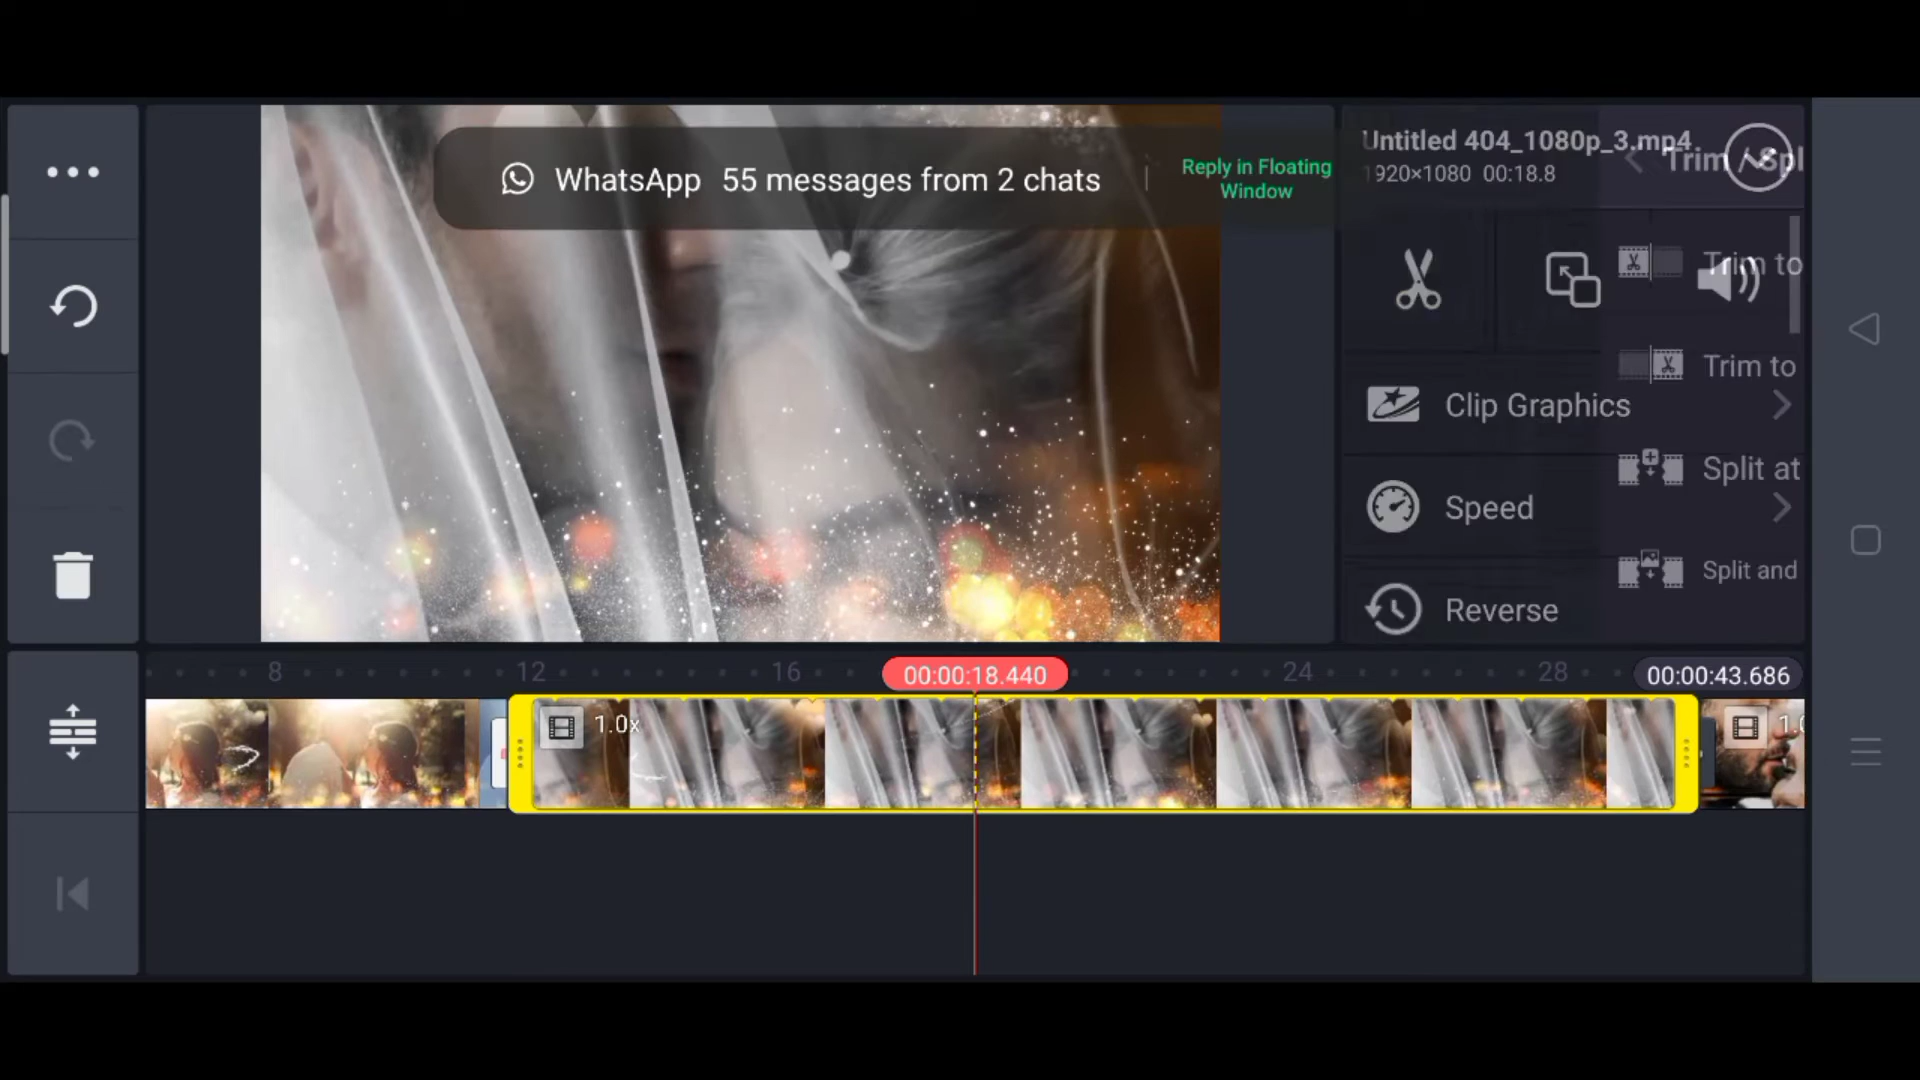 WhatsApp 55 messages from 2 chats
Reply in Floating
Window
Untitled 404_1080p_3.mp4
1920×1080 00:18.8
Trim / Spl
Trim to
Trim to
Clip Graphics
Split at
Speed
Split and
Reverse
8 12 16 00:00:18.440 24 28 00:00:43.686
1.0x